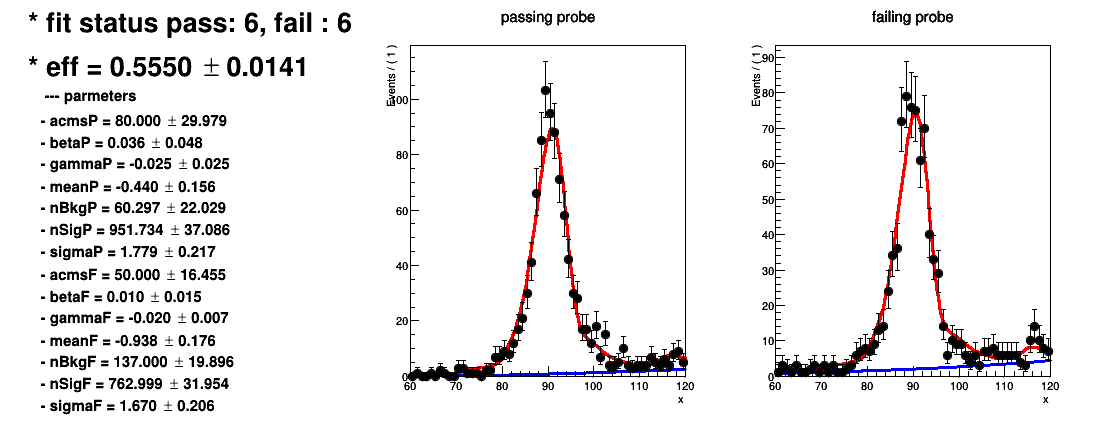 * fit status pass: 6, fail : 6
* eff = 0.5550 ± 0.0141
--- parmeters
- acmsP = 80.000 ± 29.979
- betaP = 0.036 ± 0.048
- gammaP = -0.025 ± 0.025
- meanP = -0.440 ± 0.156
- nBkgP = 60.297 ± 22.029
- nSigP = 951.734 ± 37.086
- sigmaP = 1.779 ± 0.217
- acmsF = 50.000 ± 16.455
- betaF = 0.010 ± 0.015
- gammaF = -0.020 ± 0.007
- meanF = -0.938 ± 0.176
- nBkgF = 137.000 ± 19.896
- nSigF = 762.999 ± 31.954
- sigmaF = 1.670 ± 0.206
passing probe
Events / ( 1 )
100
80
60
40
20
0
60 70 80 90 100 110 120
x
failing probe
Events / ( 1 )
90
80
70
60
50
40
30
20
10
0
60 70 80 90 100 110 120
x